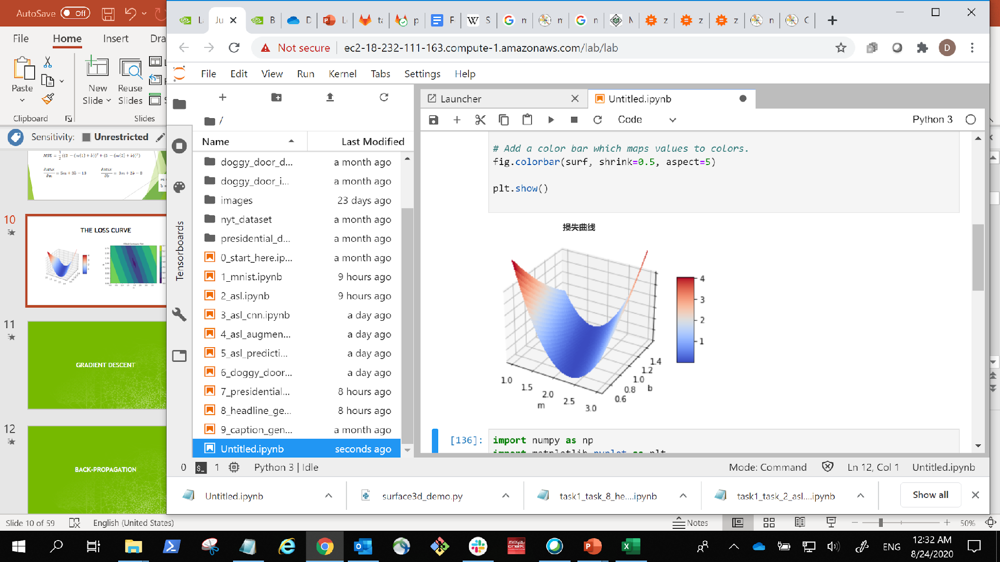 AutoSave Off
File Home Insert Dra
Paste
New Slide
Reuse Slides
Clipboard
Slides
Sensitivity: Unrestricted
10
THE LOSS CURVE
11
GRADIENT DESCENT
12
BACK-PROPAGATION
Slide 10 of 59
English (United States)
Notes
50%
Ju
Not secure
ec2-18-232-111-163.compute-1.amazonaws.com/lab/lab
D
File Edit View Run Kernel Tabs Settings Help
/
Name Last Modified
doggy_door_d... a month ago
doggy_door_i... a month ago
images 23 days ago
nyt_dataset a month ago
presidential_d... a month ago
0_start_here.ip... a month ago
1_mnist.ipynb 9 hours ago
2_asl.ipynb 9 hours ago
3_asl_cnn.ipynb a day ago
4_asl_augmen... a day ago
5_asl_predicti... a day ago
6_doggy_door... a day ago
7_presidential... 8 hours ago
8_headline_ge... 8 hours ago
9_caption_gen... a month ago
Untitled.ipynb seconds ago
Tensorboards
Launcher
Untitled.ipynb
Code
Python 3
# Add a color bar which maps values to colors.
fig.colorbar(surf, shrink=0.5, aspect=5)
plt.show()
损失曲线
4
3
2
1
1.0 1.5 2.0 2.5 3.0
m
0.6 0.8 1.0 1.2 1.4
b
[136]:
import numpy as np
import matplotlib.pyplot as plt
0 1 Python 3 | Idle
Mode: Command
Ln 12, Col 1
Untitled.ipynb
Untitled.ipynb
surface3d_demo.py
task1_task_8_he....ipynb
task1_task_2_asl....ipynb
Show all
ENG
12:32 AM
8/24/2020